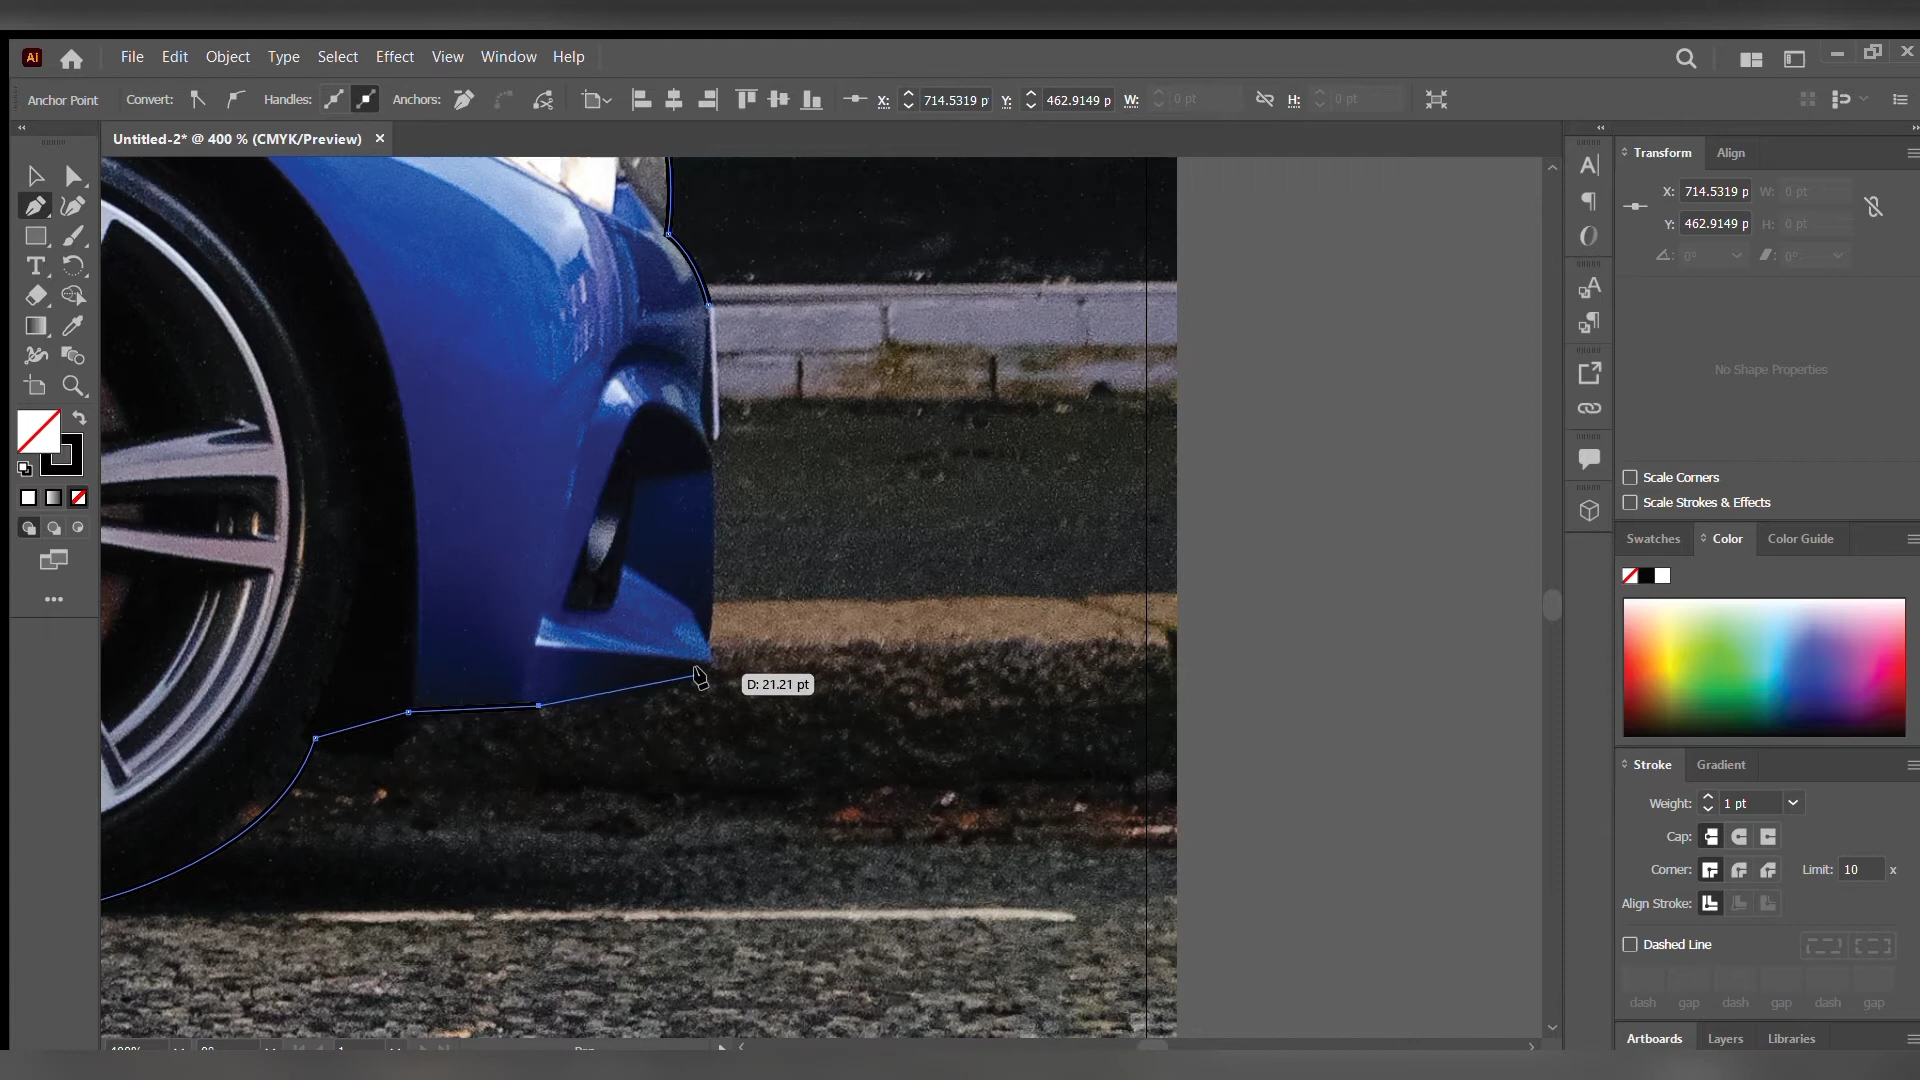 Ai File Edit Object Type Select Effect View Window Help
Anchor Point Convert: Handles: Anchors: X: 714.5319 p Y: 462.9149 p W: 0 pt H: 0 pt
Untitled-2* @ 400 % (CMYK/Preview) ×
Transform Align
X: 714.5319 p W: 0 pt
Y: 462.9149 p H: 0 pt
0° 0°
No Shape Properties
Scale Corners
Scale Strokes & Effects
Swatches Color Color Guide
D: 21.21 pt
Stroke Gradient
Weight: 1 pt
Cap:
Corner: Limit: 10 x
Align Stroke:
Dashed Line
dash gap dash gap dash gap
Artboards Layers Libraries